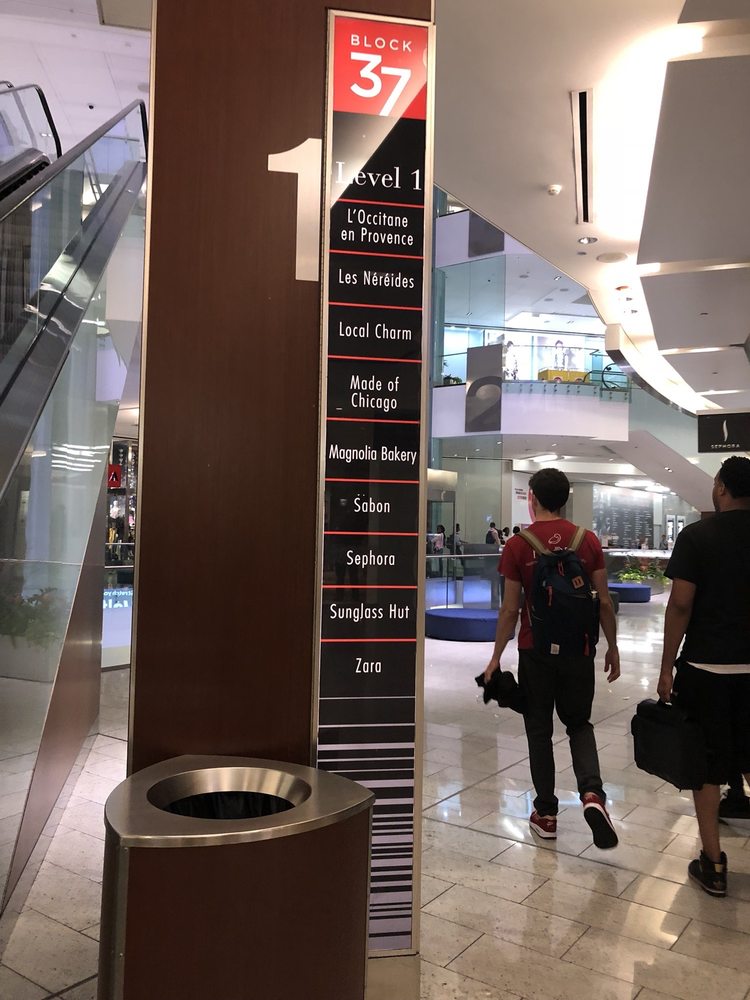 BLOCK
37
1
Level 1
L'Occitane
en Provence
Les Néréides
Local Charm
Made of
Chicago
Magnolia Bakery
Sabon
Sephora
Sunglass Hut
Zara
2
SEPHORA